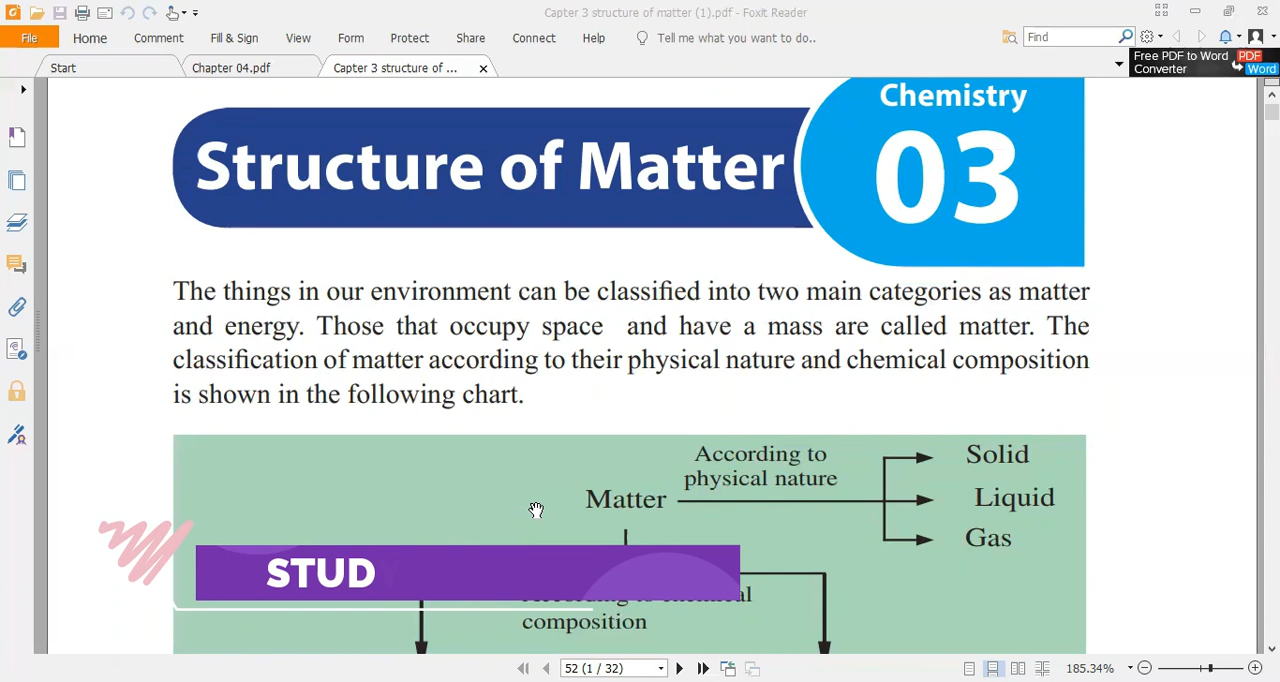 Capter 3 structure of matter (1).pdf - Foxit Reader
File Home Comment Fill & Sign View Form Protect Share Connect Help Tell me what you want to do.. Find
Start Chapter 04.pdf Capter 3 structure of ...
Free PDF to Word PDF
Converter Word
Chemistry
03
Structure of Matter
The things in our environment can be classified into two main categories as matter
and energy. Those that occupy space and have a mass are called matter. The
classification of matter according to their physical nature and chemical composition
is shown in the following chart.
According to
physical nature
Matter
Solid
Liquid
Gas
STUD
According to chemical
composition
52 (1 / 32)
185.34%